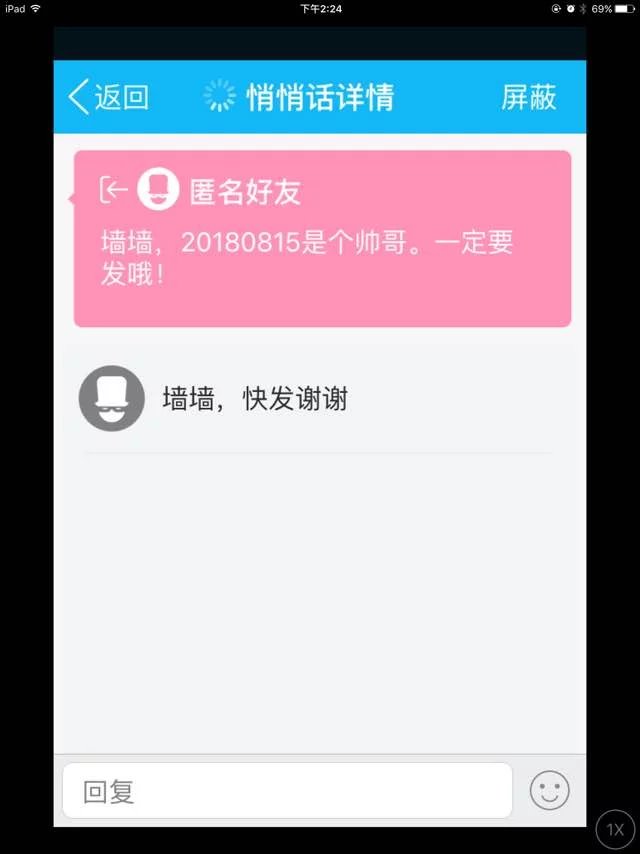 iPad 下午2:24 69%
返回 悄悄话详情 屏蔽
匿名好友
墙墙，20180815是个帅哥。一定要
发哦！
墙墙，快发谢谢
回复
1X